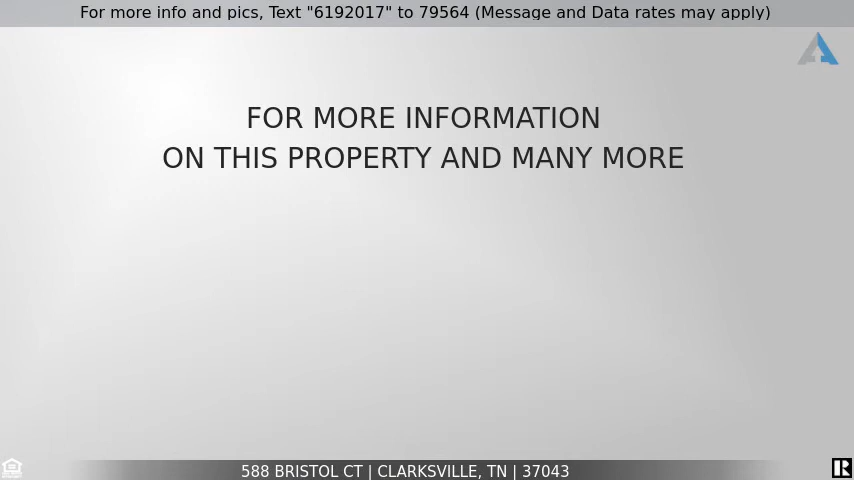 For more info and pics, Text "6192017" to 79564 (Message and Data rates may apply)
FOR MORE INFORMATION
ON THIS PROPERTY AND MANY MORE
588 BRISTOL CT | CLARKSVILLE, TN | 37043